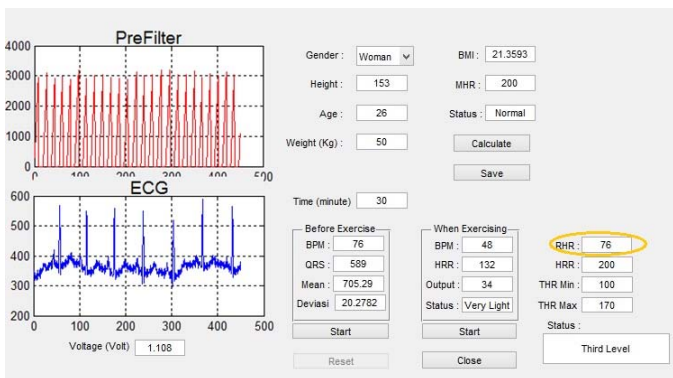 PreFilter
4000
3000
2000
1000
0
0 100 200 300 400 500
ECG
600
500
400
300
200
0 100 200 300 400 500
Voltage (Volt) 1.108
Gender : Woman
Height : 153
Age : 26
Weight (Kg) : 50
BMI : 21.3593
MHR : 200
Status : Normal
Calculate
Save
Time (minute) 30
Before Exercise
BPM : 76
QRS : 589
Mean : 705.29
Deviasi 20.2782
Start
Reset
When Exercising
BPM : 48
HRR : 132
Output : 34
Status : Very Light
Start
Close
RHR : 76
HRR : 200
THR Min : 100
THR Max 170
Status :
Third Level